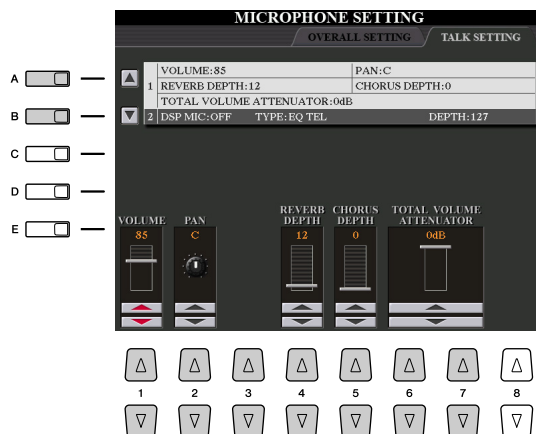 MICROPHONE SETTING
OVERALL SETTING
TALK SETTING
A
B
C
D
E
1
VOLUME:85
PAN:C
REVERB DEPTH:12
CHORUS DEPTH:0
TOTAL VOLUME ATTENUATOR:0dB
2 DSP MIC:OFF TYPE:EQ TEL DEPTH:127
VOLUME
85
PAN
C
REVERB
DEPTH
12
CHORUS
DEPTH
0
TOTAL VOLUME
ATTENUATOR
0dB
1 2 3 4 5 6 7 8